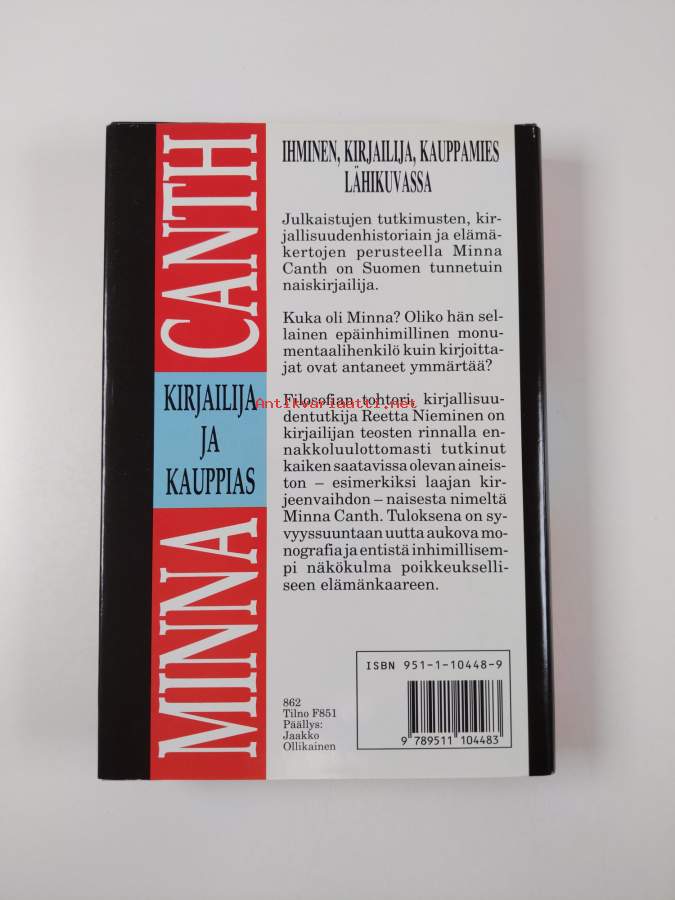 MINNA CANTH
KIRJAILIJA
JA
KAUPPIAS
IHMINEN, KIRJAILIJA, KAUPPAMIES
LÄHIKUVASSA
Julkaistujen tutkimusten, kir-
jallisuudenhistoriain ja elämä-
kertojen perusteella Minna
Canth on Suomen tunnetuin
naiskirjailija.
Kuka oli Minna? Oliko hän sel-
lainen epäinhimillinen monu-
mentaalihenkilö kuin kirjoitta-
jat ovat antaneet ymmärtää?
Antikvariaatti.net
Filosofian tohtori, kirjallisuu-
dentutkija Reetta Nieminen on
kirjailijan teosten rinnalla en-
nakkoluulottomasti tutkinut
kaiken saatavissa olevan aineis-
ton – esimerkiksi laajan kir-
jeenvaihdon – naisesta nimeltä
Minna Canth. Tuloksena on sy-
vyyssuuntaan uutta aukova mo-
nografia ja entistä inhimillisem-
pi näkökulma poikkeukselli-
seen elämänkaareen.
ISBN 951-1-10448-9
862
Tilno F851
Päällys:
Jaakko
Ollikainen
9 789511 104483